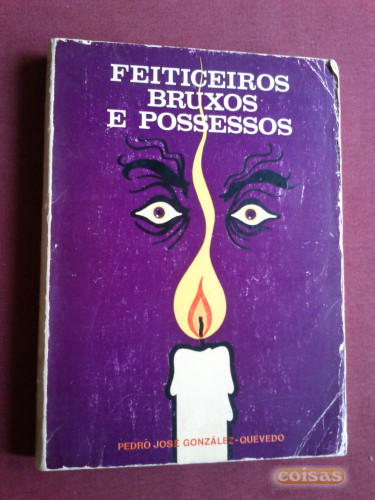 FEITICEIROS
BRUXOS
E POSSESSOS
PEDRO JOSÉ GONZÁLEZ-QUEVEDO
coisas